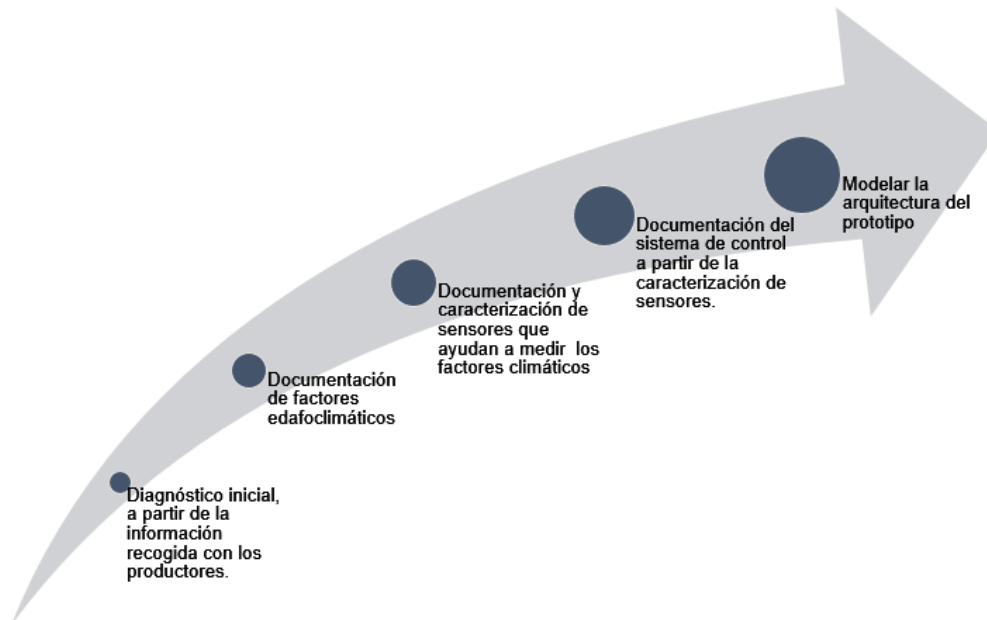 Diagnóstico inicial,
a partir de la
información
recogida con los
productores.
Documentación
de factores
edafoclimáticos
Documentación y
caracterización de
sensores que
ayudan a medir  los
factores climáticos
Documentación del
sistema de control
a partir de la
caracterización de
sensores.
Modelar la
arquitectura del
prototipo